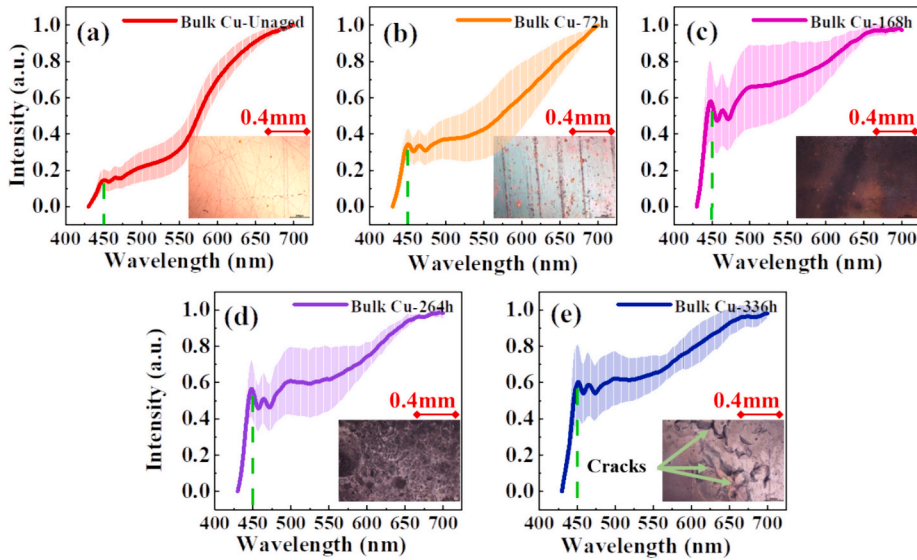 (a)
Bulk Cu-Unaged
0.4mm
Intensity (a.u.)
1.0
0.8
0.6
0.4
0.2
0.0
400 450 500 550 600 650 700
Wavelength (nm)
(b)
Bulk Cu-72h
0.4mm
1.0
0.8
0.6
0.4
0.2
0.0
400 450 500 550 600 650 700
Wavelength (nm)
(c)
Bulk Cu-168h
0.4mm
1.0
0.8
0.6
0.4
0.2
0.0
400 450 500 550 600 650 700
Wavelength (nm)
(d)
Bulk Cu-264h
0.4mm
Intensity (a.u.)
1.0
0.8
0.6
0.4
0.2
0.0
400 450 500 550 600 650 700
Wavelength (nm)
(e)
Bulk Cu-336h
0.4mm
Cracks
1.0
0.8
0.6
0.4
0.2
0.0
400 450 500 550 600 650 700
Wavelength (nm)